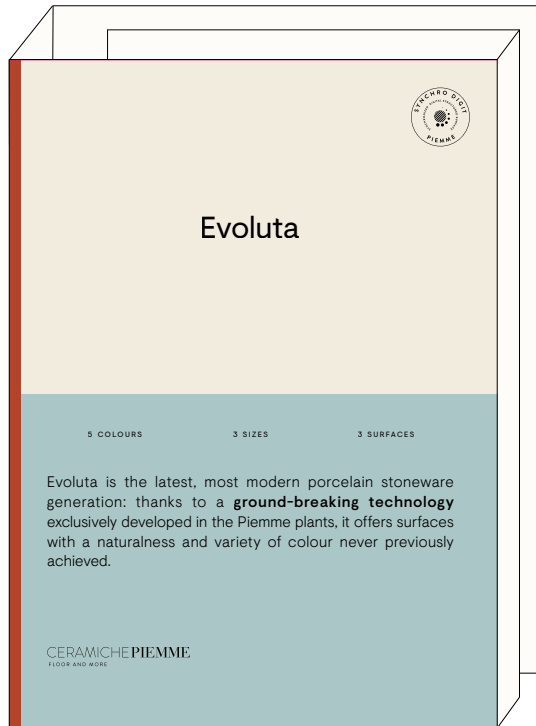 SYNCHRO DIGIT
PIEMME
Evoluta
5 COLOURS
3 SIZES
3 SURFACES
Evoluta is the latest, most modern porcelain stoneware
generation: thanks to a ground-breaking technology
exclusively developed in the Piemme plants, it offers surfaces
with a naturalness and variety of colour never previously
achieved.
CERAMICHE PIEMME
FLOOR AND MORE